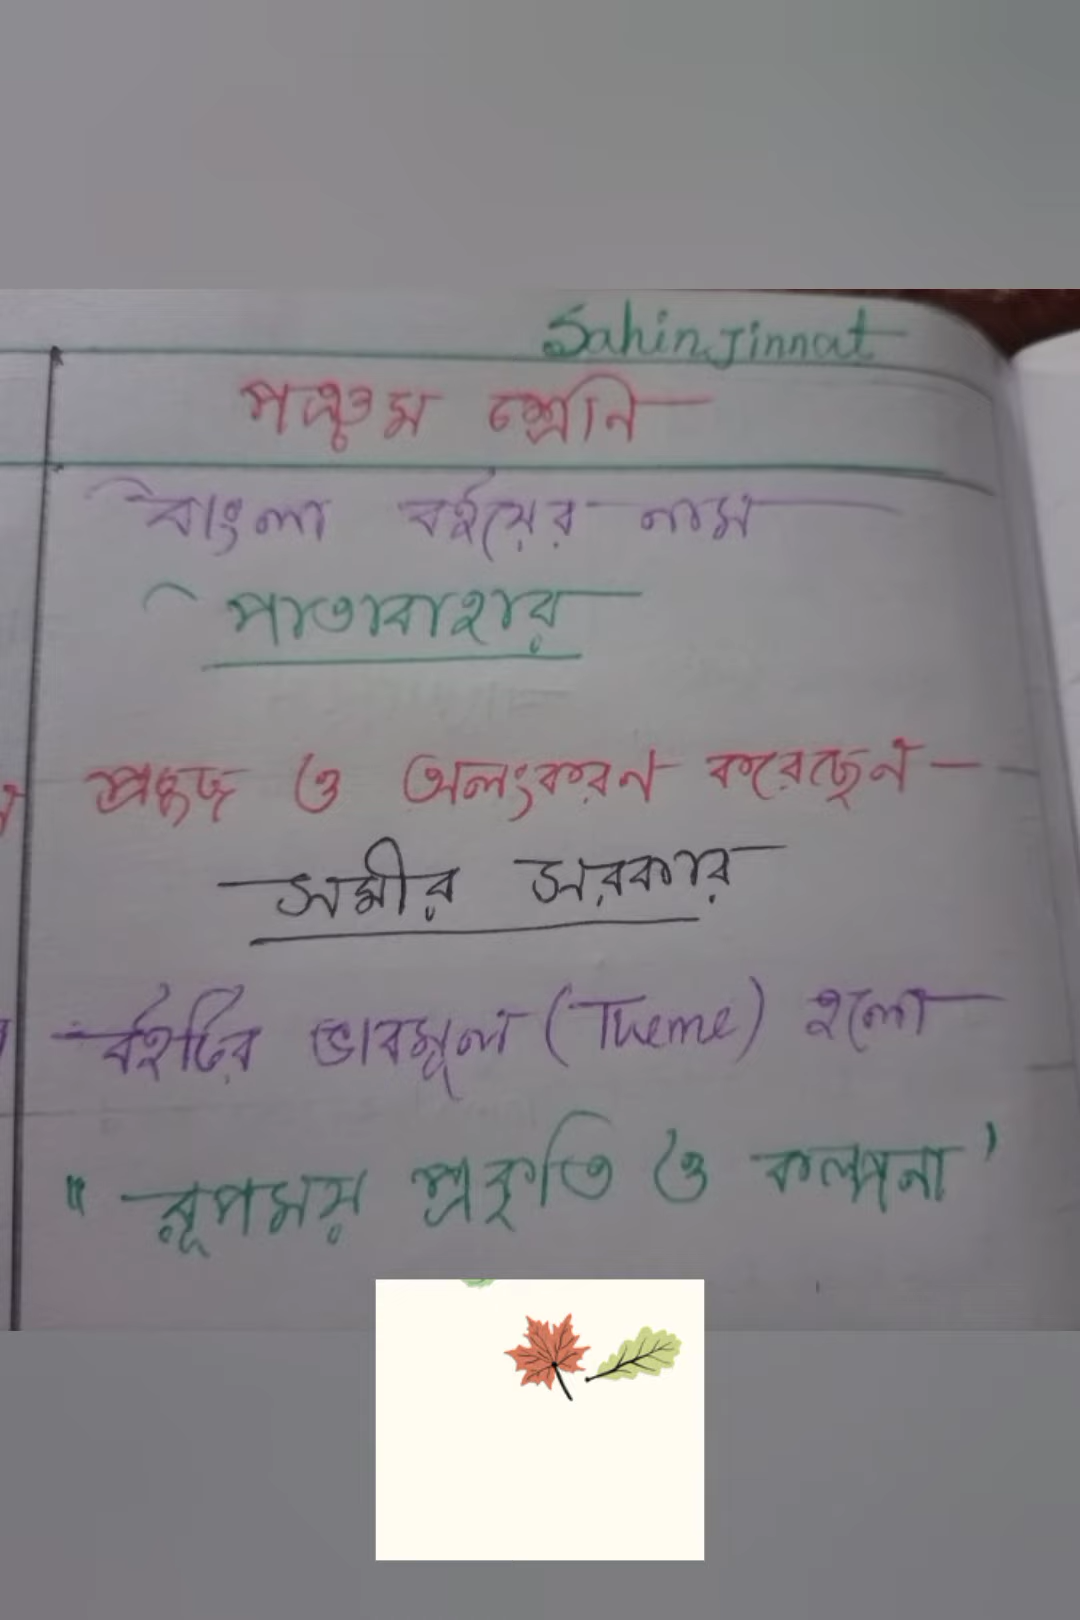 Sahin Jinnat
পঞ্চম শ্রেনি
বাংলা বইয়ের নাম
পাতাবাহার
প্রচ্ছদ ও অলংকরন করেছেন –
সমীর সরকার
বইটির ভাবমূল (Theme) হলো
" রূপময় প্রকৃতি ও কল্পনা '